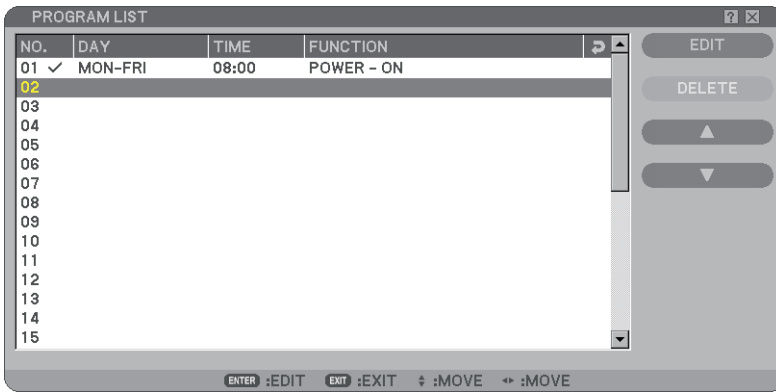 PROGRAM LIST
NO. DAY TIME FUNCTION
01 ✓ MON-FRI 08:00 POWER - ON
02
03
04
05
06
07
08
09
10
11
12
13
14
15
EDIT
DELETE
ENTER :EDIT EXIT :EXIT :MOVE :MOVE